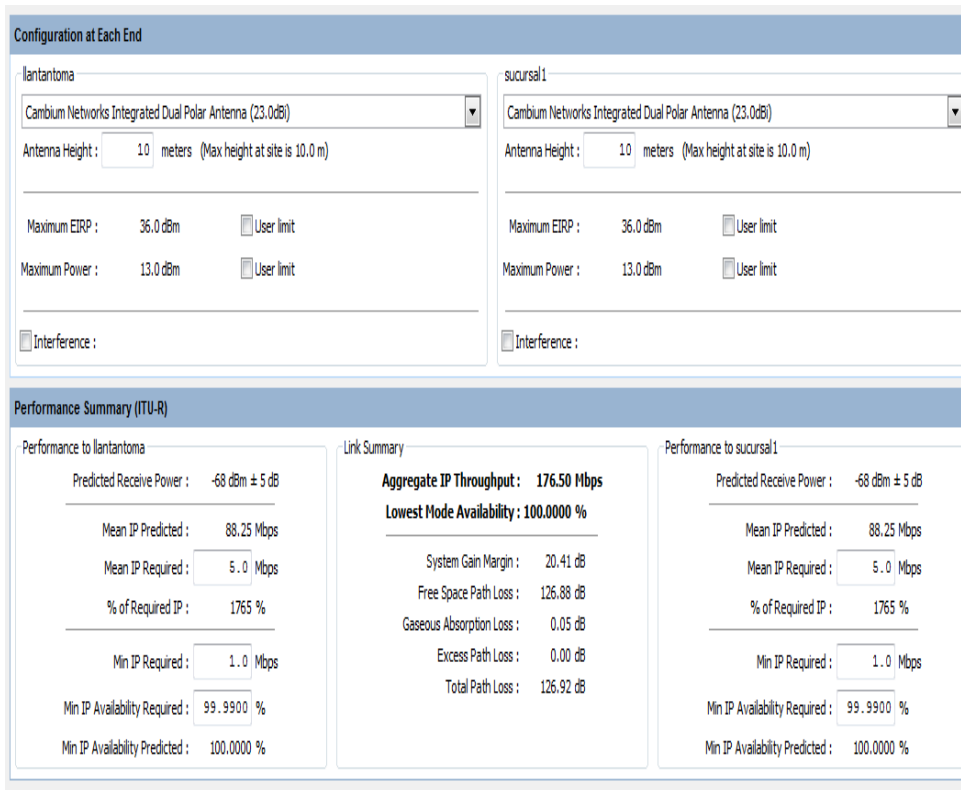 Configuration at Each End
llantantoma
Cambium Networks Integrated Dual Polar Antenna (23.0dBi)
Antenna Height : 10 meters (Max height at site is 10.0 m)
Maximum EIRP : 36.0 dBm User limit
Maximum Power : 13.0 dBm User limit
Interference :
sucursal1
Cambium Networks Integrated Dual Polar Antenna (23.0dBi)
Antenna Height : 10 meters (Max height at site is 10.0 m)
Maximum EIRP : 36.0 dBm User limit
Maximum Power : 13.0 dBm User limit
Interference :
Performance Summary (ITU-R)
Performance to llantantoma
Predicted Receive Power : -68 dBm ± 5 dB
Mean IP Predicted : 88.25 Mbps
Mean IP Required : 5.0 Mbps
% of Required IP : 1765 %
Min IP Required : 1.0 Mbps
Min IP Availability Required : 99.9900 %
Min IP Availability Predicted : 100.0000 %
Link Summary
Aggregate IP Throughput : 176.50 Mbps
Lowest Mode Availability : 100.0000 %
System Gain Margin : 20.41 dB
Free Space Path Loss : 126.88 dB
Gaseous Absorption Loss : 0.05 dB
Excess Path Loss : 0.00 dB
Total Path Loss : 126.92 dB
Performance to sucursal1
Predicted Receive Power : -68 dBm ± 5 dB
Mean IP Predicted : 88.25 Mbps
Mean IP Required : 5.0 Mbps
% of Required IP : 1765 %
Min IP Required : 1.0 Mbps
Min IP Availability Required : 99.9900 %
Min IP Availability Predicted : 100.0000 %